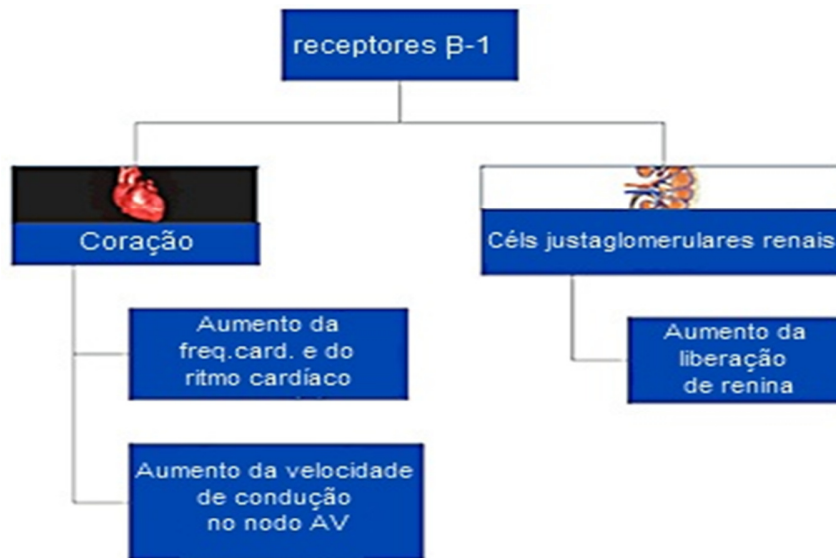 receptores β-1
Coração
Céls justaglomerulares renais
Aumento da
freq.card. e do
ritmo cardíaco
Aumento da
liberação
de renina
Aumento da velocidade
de condução
no nodo AV